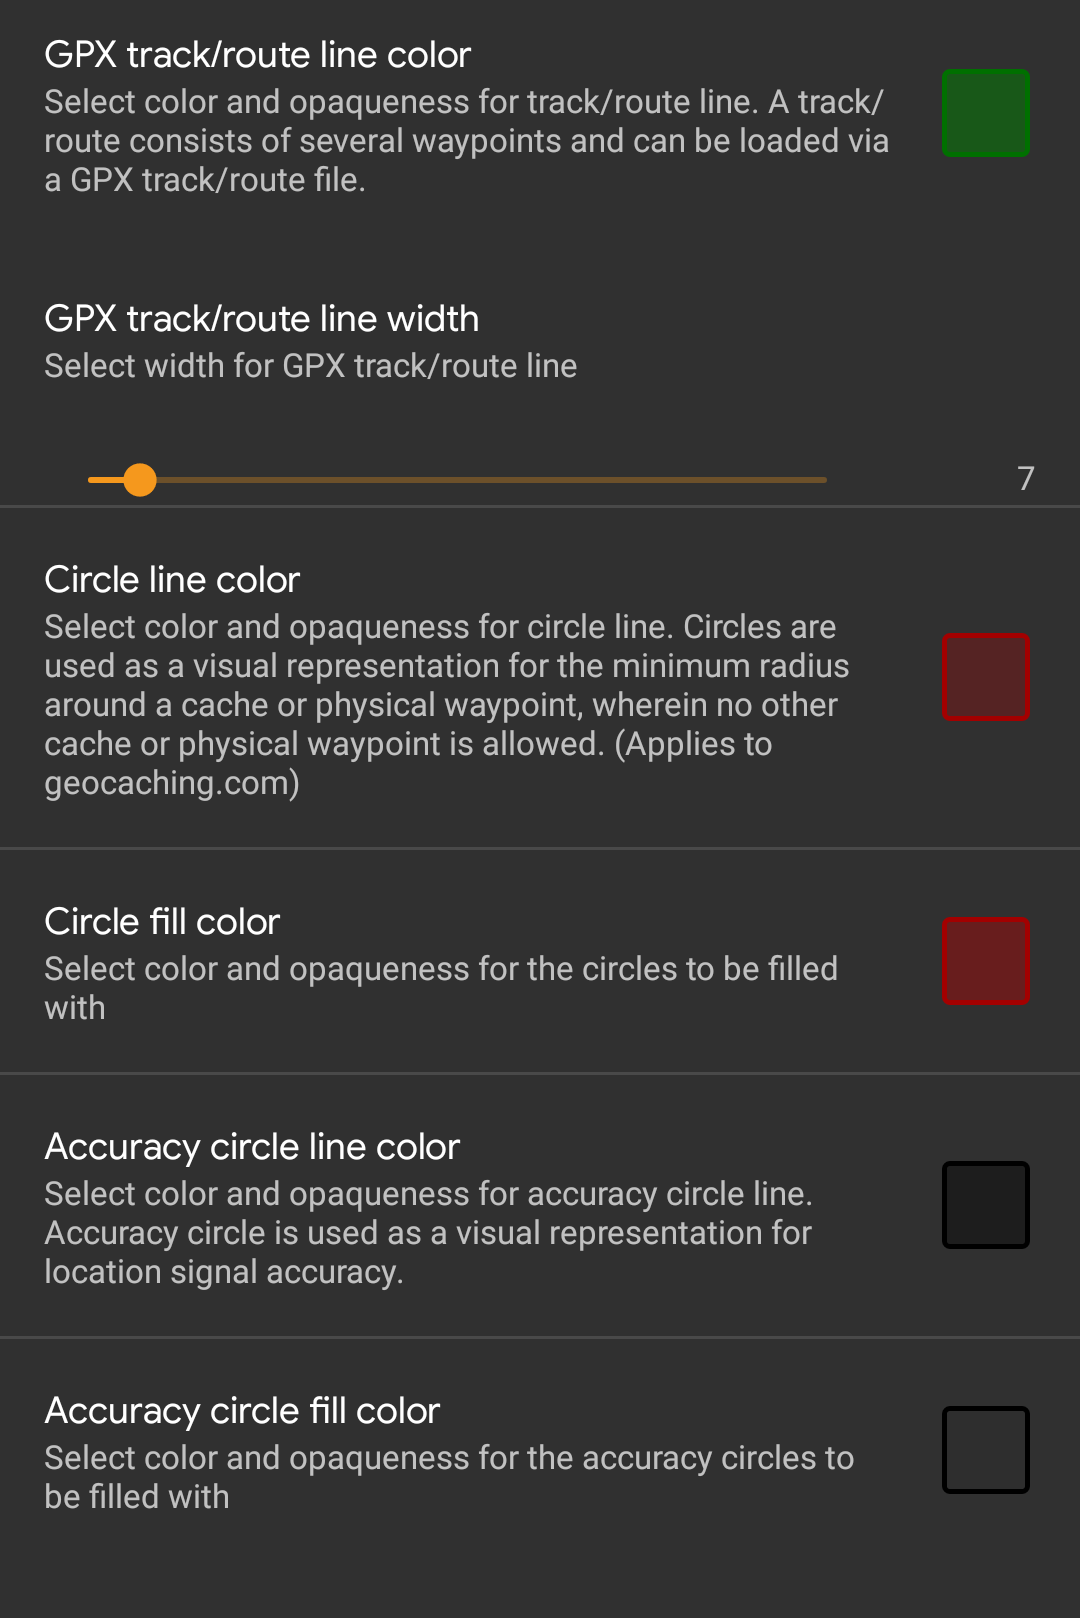 GPX track/route line color
Select color and opaqueness for track/route line. A track/
route consists of several waypoints and can be loaded via
a GPX track/route file.
GPX track/route line width
Select width for GPX track/route line
7
Circle line color
Select color and opaqueness for circle line. Circles are
used as a visual representation for the minimum radius
around a cache or physical waypoint, wherein no other
cache or physical waypoint is allowed. (Applies to
geocaching.com)
Circle fill color
Select color and opaqueness for the circles to be filled
with
Accuracy circle line color
Select color and opaqueness for accuracy circle line.
Accuracy circle is used as a visual representation for
location signal accuracy.
Accuracy circle fill color
Select color and opaqueness for the accuracy circles to
be filled with